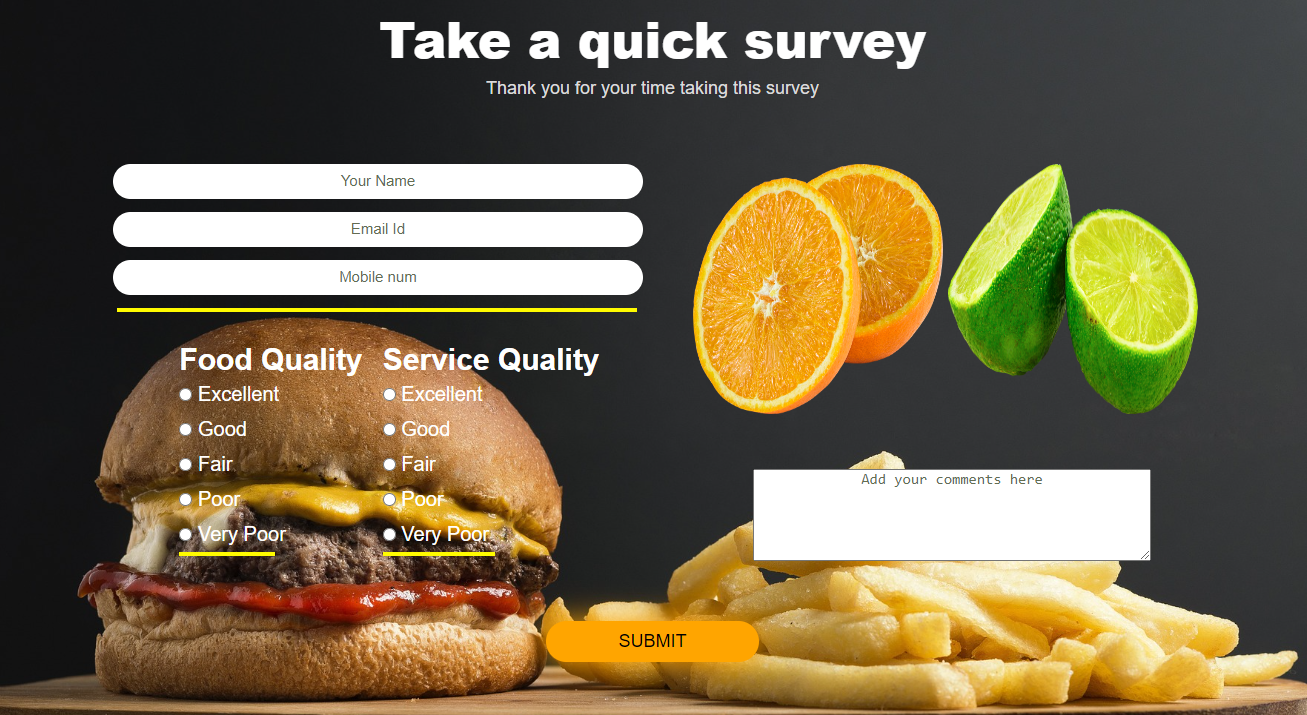 Take a quick survey
Thank you for your time taking this survey
Your Name
Email Id
Mobile num
Food Quality
Excellent
Good
Fair
Poor
Very Poor
Service Quality
Excellent
Good
Fair
Poor
Very Poor
Add your comments here
SUBMIT